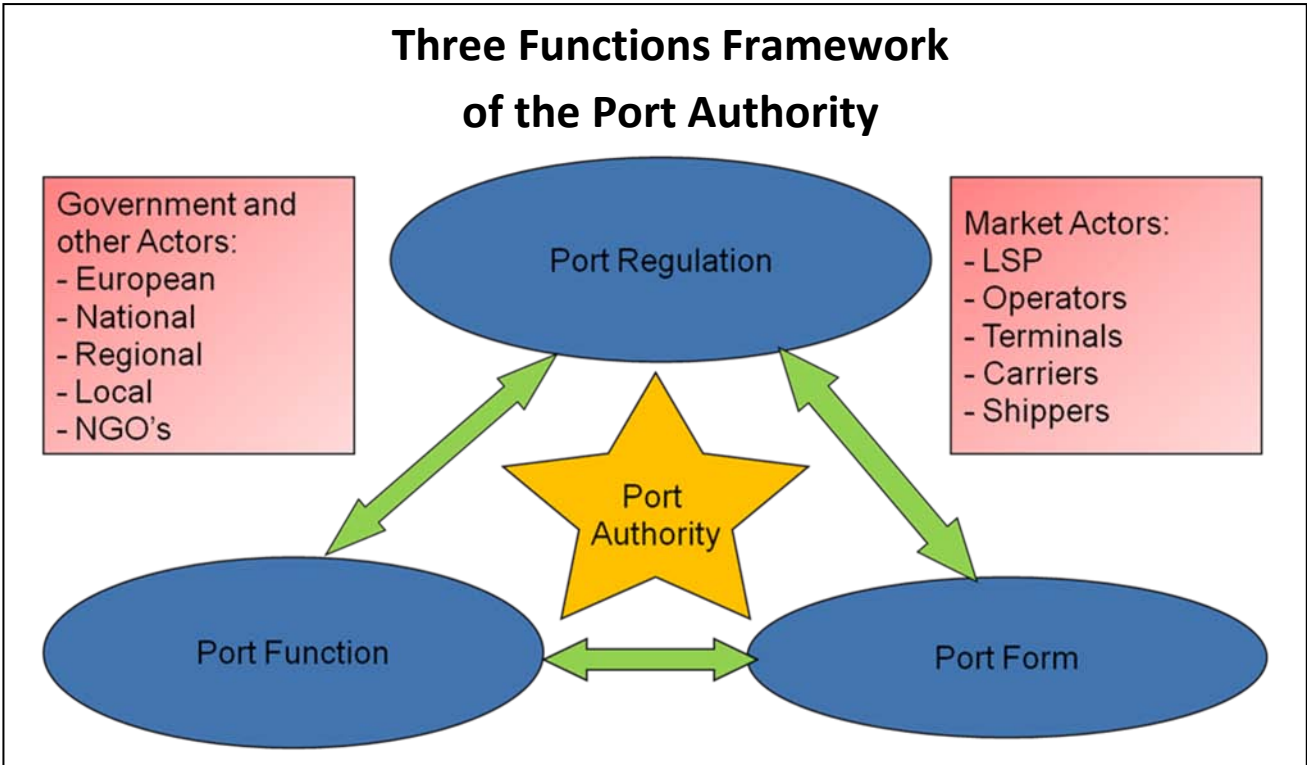 Three Functions Framework
of the Port Authority
Government and
other Actors:
- European
- National
- Regional
- Local
- NGO's
Port Regulation
Market Actors:
- LSP
- Operators
- Terminals
- Carriers
- Shippers
Port
Authority
Port Function
Port Form